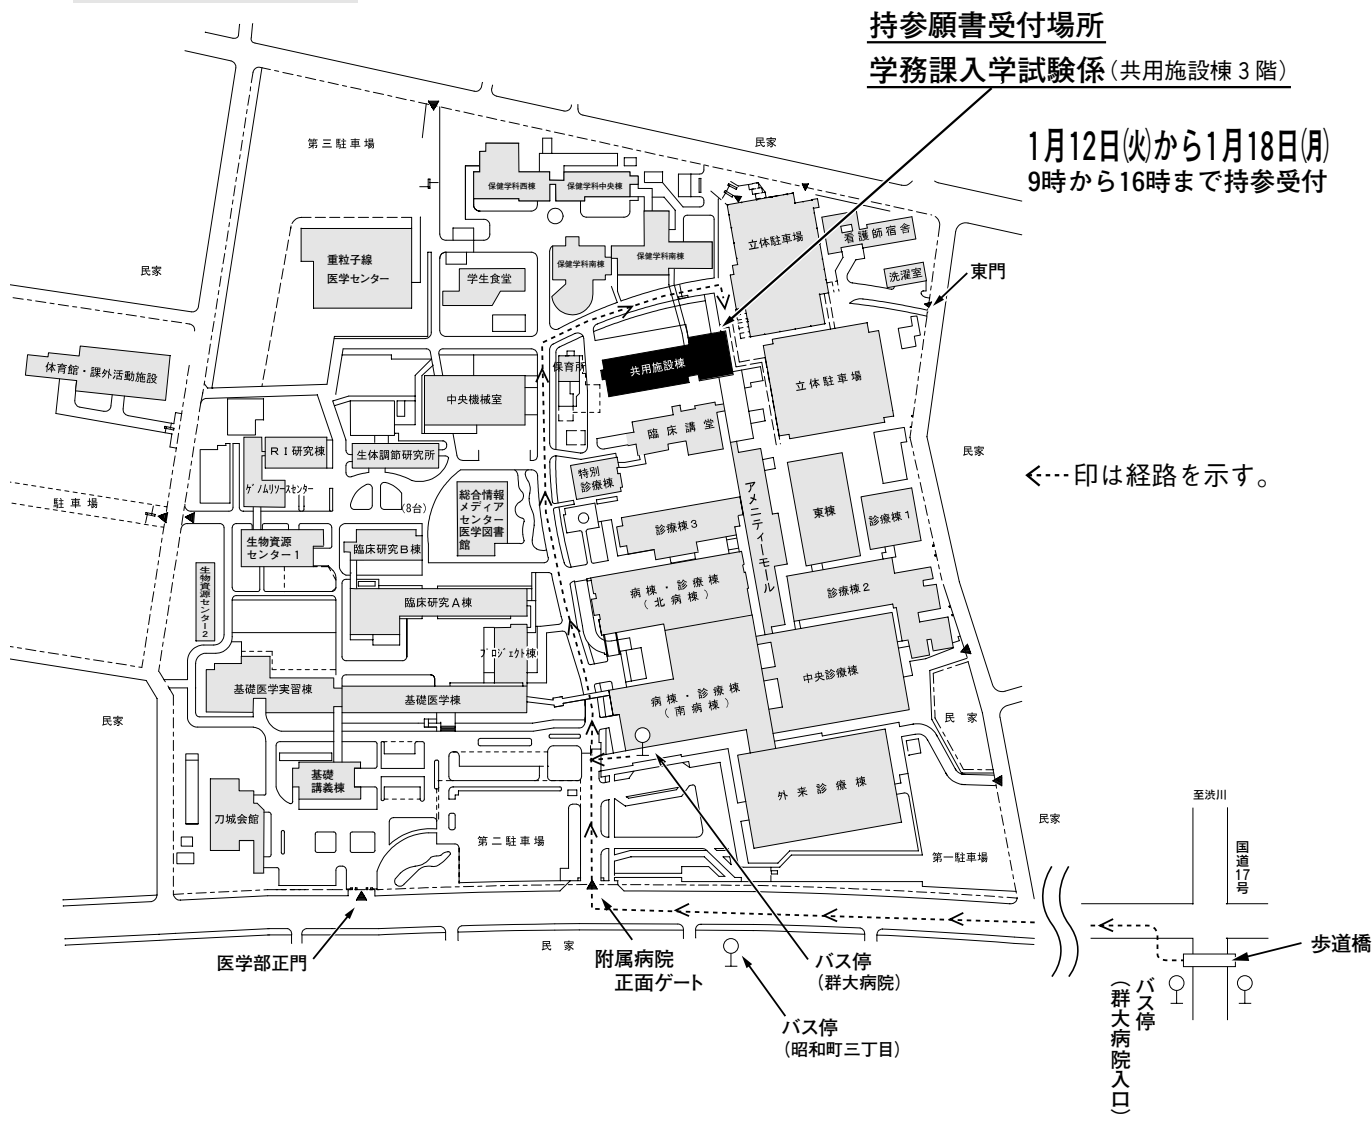 持参願書受付場所
学務課入学試験係(共用施設棟3階)
1月12日(火)から1月18日(月)
9時から16時まで持参受付
民家
第三駐車場
保健学科西棟
保健学科中央棟
立体駐車場
看護師宿舎
保健学科南棟
保健学科南棟
重粒子線
医学センター
学生食堂
洗濯室
東門
民家
体育館・課外活動施設
保育所
共用施設棟
立体駐車場
中央機械室
臨床講堂
RI研究棟
生体調節研究所
特別
診療棟
民家
←---印は経路を示す。
ゲノムリソースセンター
駐車場
(8台)
総合情報
メディア
センター
医学図書
館
アメニティーモール
東棟
診療棟1
診療棟3
生物資源
センター1
臨床研究B棟
生物資源センター2
臨床研究A棟
病棟・診療棟
(北病棟)
診療棟2
プロジェクト棟
基礎医学実習棟
基礎医学棟
病棟・診療棟
(南病棟)
中央診療棟
民家
民家
基礎
講義棟
外来診療棟
刀城会館
第二駐車場
第一駐車場
民家
至渋川
国道17号
医学部正門
民家
附属病院
正面ゲート
バス停
(群大病院)
バス停
(昭和町三丁目)
歩道橋
バス停
(群大病院入口)